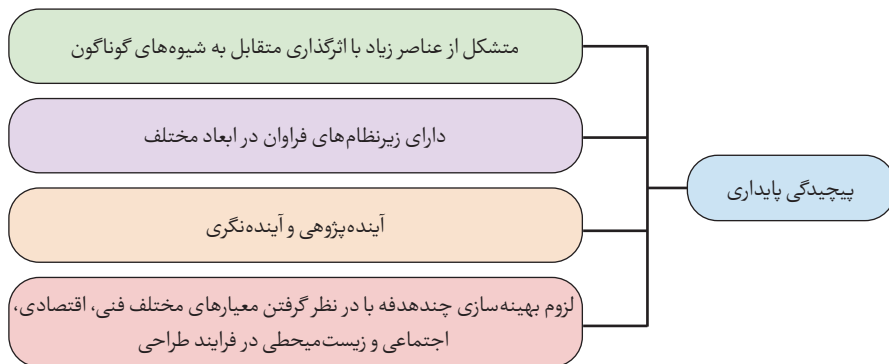 پیچیدگی پایداری
متشکل از عناصر زیاد با اثرگذاری متقابل به شیوه‌های گوناگون
دارای زیرنظام‌های فراوان در ابعاد مختلف
آینده‌پژوهی و آینده‌نگری
لزوم بهینه‌سازی چندهدفه با در نظر گرفتن معیارهای مختلف فنی، اقتصادی،
اجتماعی و زیست‌میحطی در فرایند طراحی